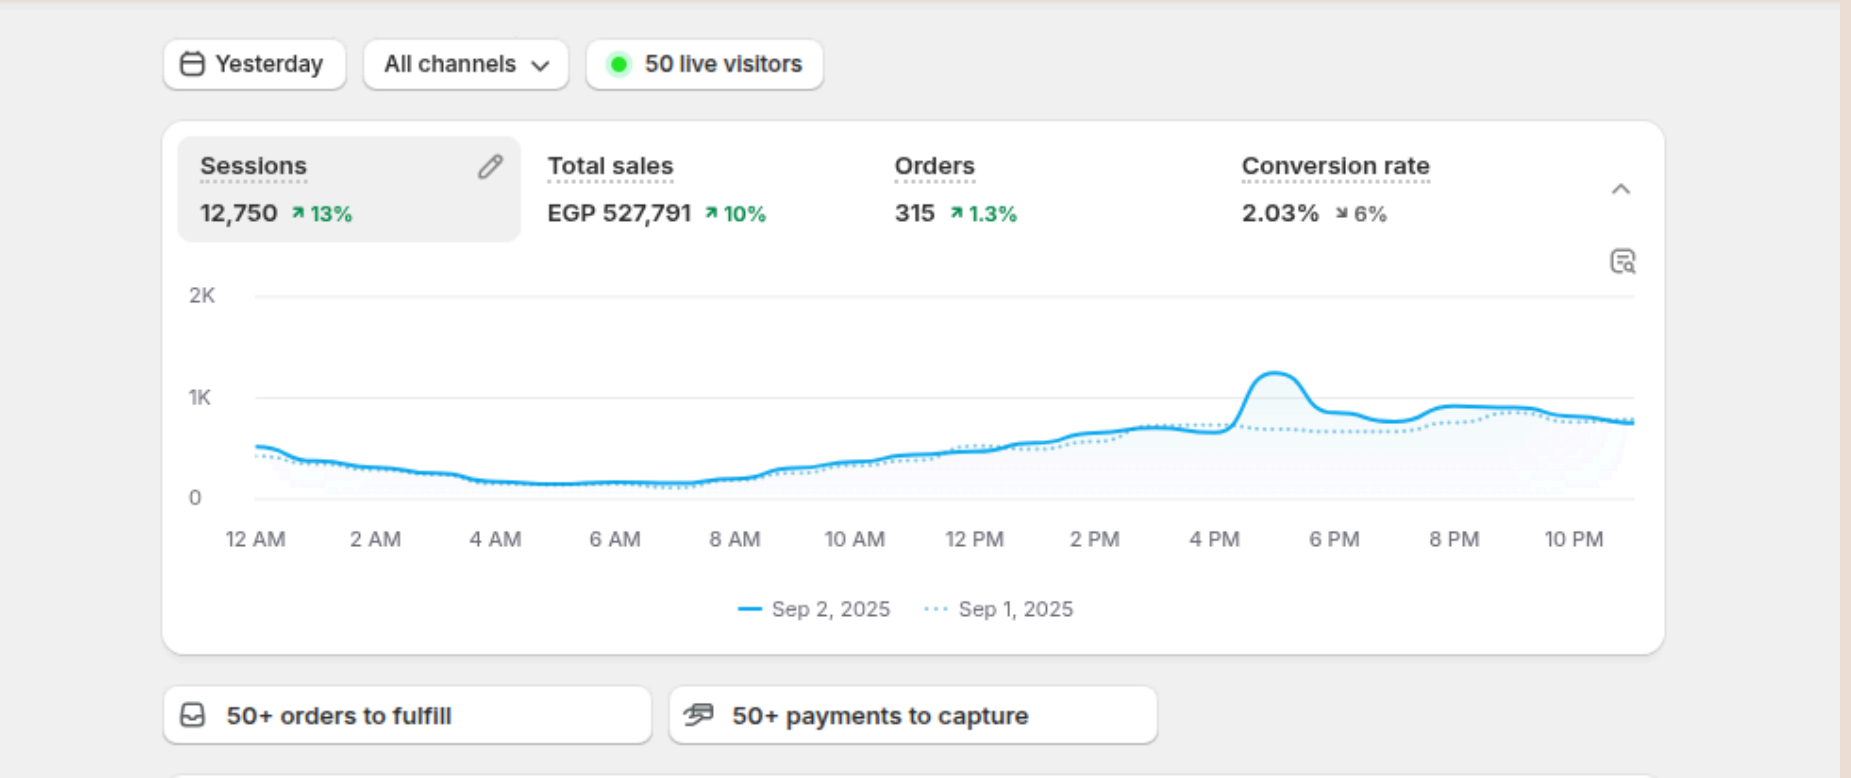 Yesterday All channels 50 live visitors
Sessions Total sales Orders Conversion rate
12,750 13% EGP 527,791 10% 315 1.3% 2.03% 6%
2K
1K
0
12 AM 2 AM 4 AM 6 AM 8 AM 10 AM 12 PM 2 PM 4 PM 6 PM 8 PM 10 PM
Sep 2, 2025 Sep 1, 2025
50+ orders to fulfill 50+ payments to capture